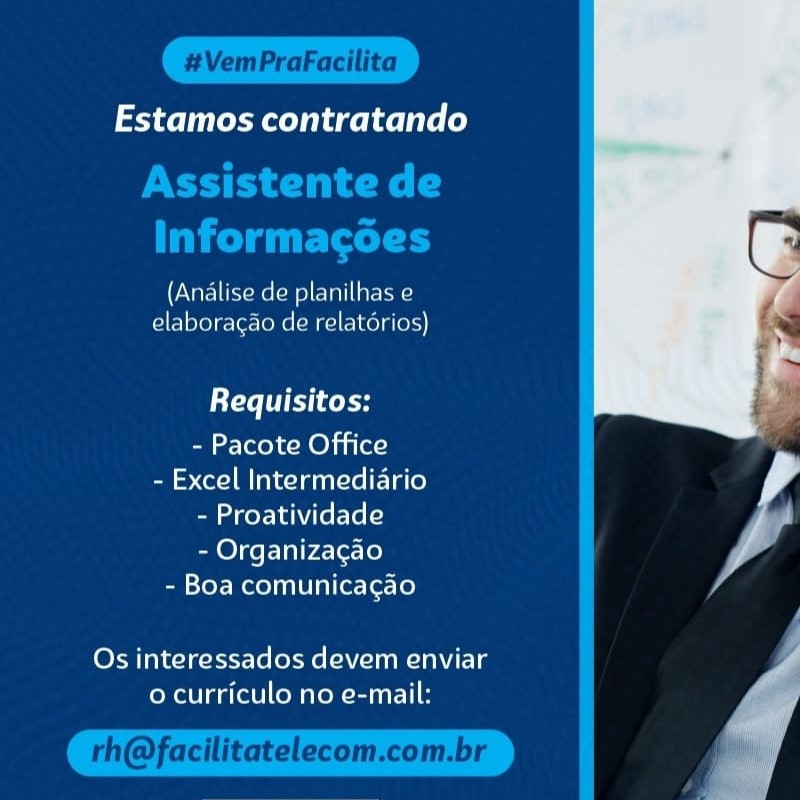 #VemPraFacilita
Estamos contratando
Assistente de
Informações
(Análise de planilhas e
elaboração de relatórios)
Requisitos:
- Pacote Office
- Excel Intermediário
- Proatividade
- Organização
- Boa comunicação
Os interessados devem enviar
o currículo no e-mail:
rh@facilitatelecom.com.br